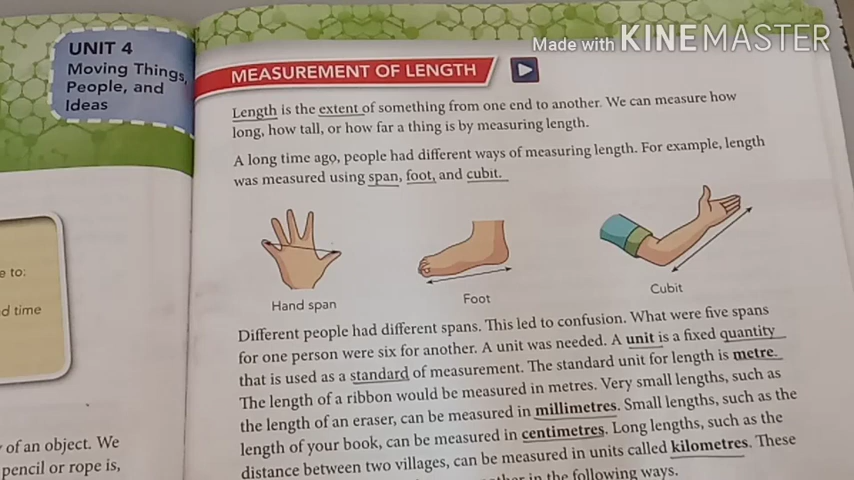 Made with KINEMASTER
UNIT 4
Moving Things,
People, and
Ideas
e to:
d time
of an object. We
pencil or rope is,
MEASUREMENT OF LENGTH
Length is the extent of something from one end to another. We can measure how
long, how tall, or how far a thing is by measuring length.
A long time ago, people had different ways of measuring length. For example, length
was measured using span, foot, and cubit.
Hand span
Foot
Cubit
Different people had different spans. This led to confusion. What were five spans
for one person were six for another. A unit was needed. A unit is a fixed quantity
that is used as a standard of measurement. The standard unit for length is metre.
The length of a ribbon would be measured in metres. Very small lengths, such as
the length of an eraser, can be measured in millimetres. Small lengths, such as the
length of your book, can be measured in centimetres. Long lengths, such as the
distance between two villages, can be measured in units called kilometres. These
in the following ways.